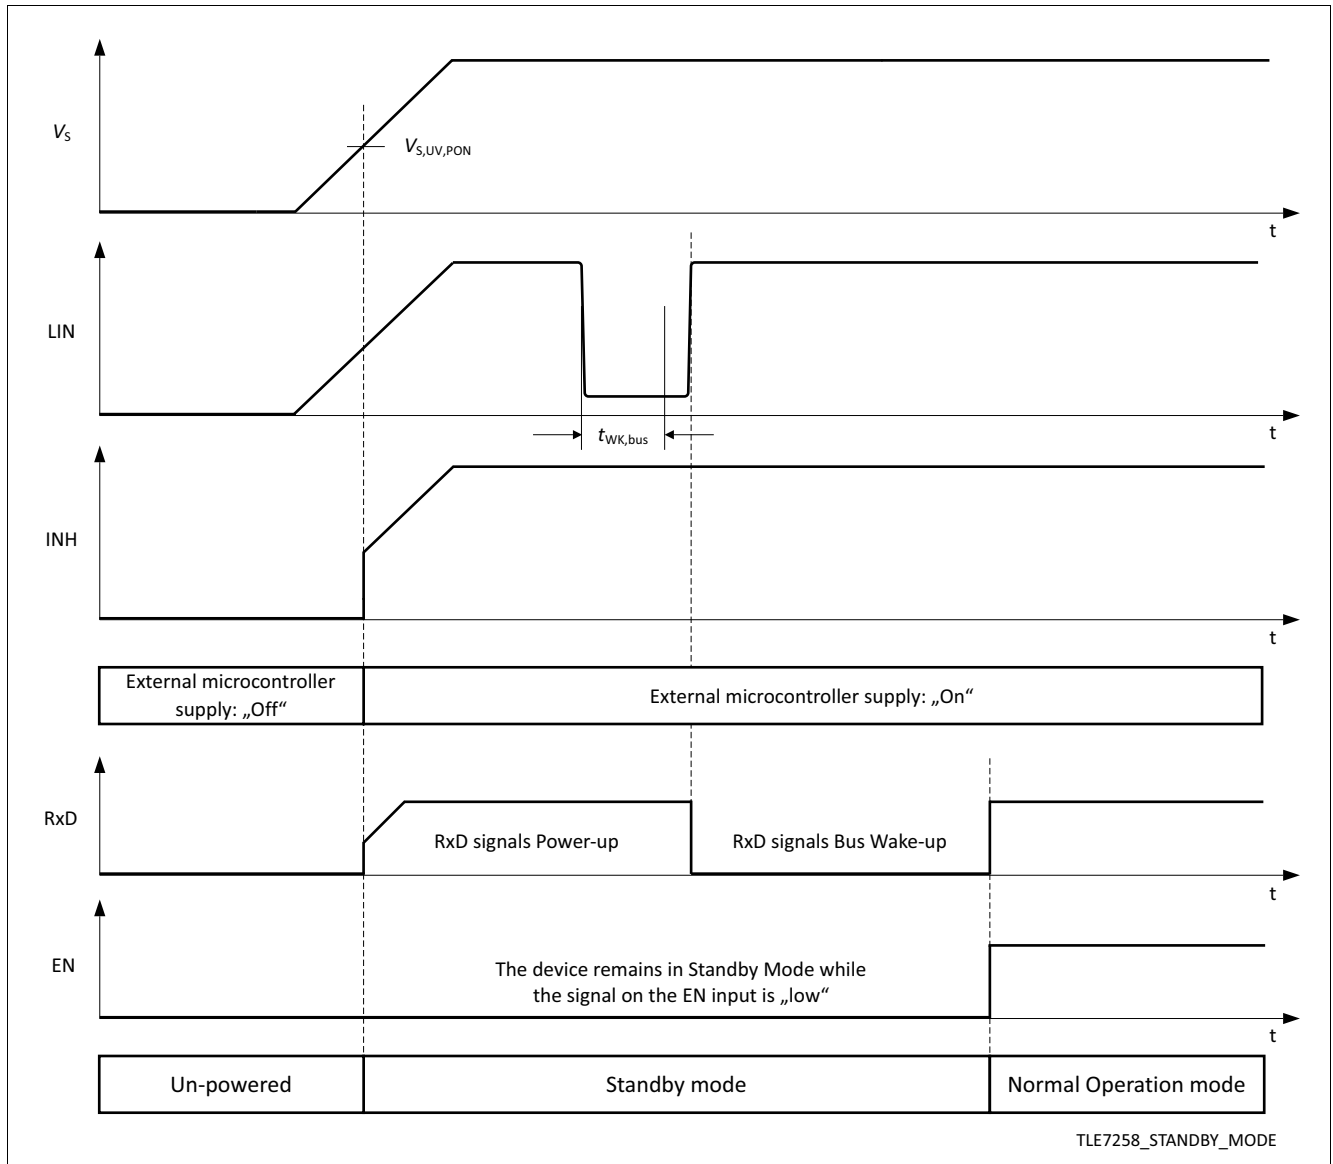 V_S
V_S,UV,PON
t
LIN
t_WK,bus
t
INH
t
External microcontroller
supply: „Off“
External microcontroller supply: „On“
RxD
RxD signals Power-up
RxD signals Bus Wake-up
t
EN
The device remains in Standby Mode while
the signal on the EN input is „low“
t
Un-powered
Standby mode
Normal Operation mode
TLE7258_STANDBY_MODE